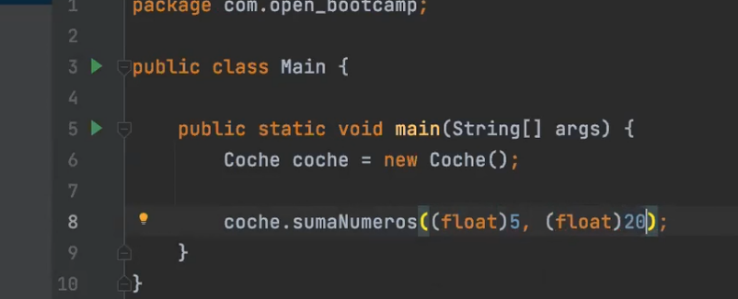 1 package com.open_bootcamp;
2
3 public class Main {
4
5 public static void main(String[] args) {
6 Coche coche = new Coche();
7
8 coche.sumaNumeros((float)5, (float)20);
9 }
10 }